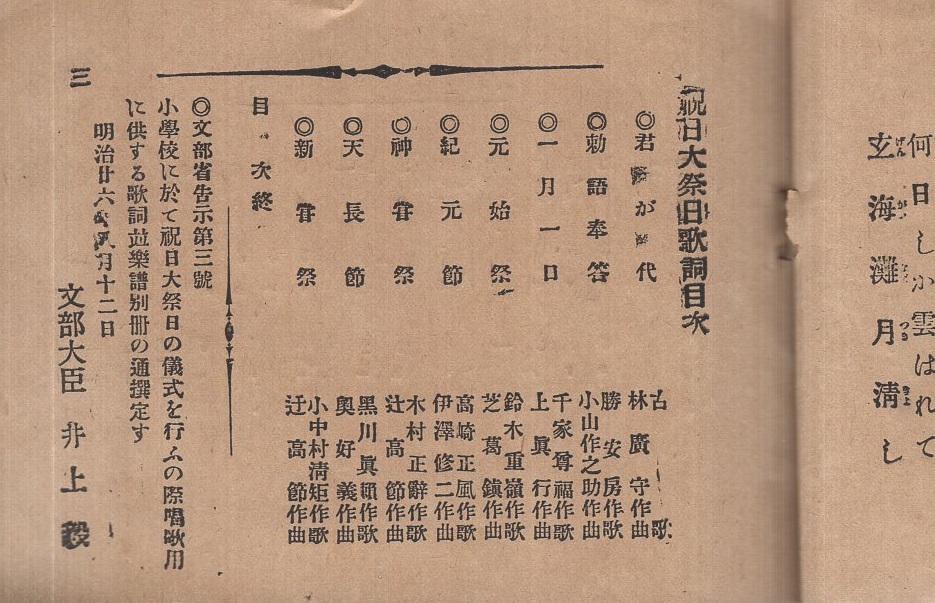 何日しか雲はれて
玄海灘月淸し
祝日大祭日歌詞目次
◎君が代 古歌
林廣守作曲
◎勅語奉答 勝安房作歌
小山作之助作曲
◎一月一日 千家尊福作歌
上眞行作曲
◎元始祭 鈴木重嶺作歌
芝葛鎭作曲
◎紀元節 高崎正風作歌
伊澤修二作曲
◎神甞祭 木村正辭作歌
辻高節作曲
◎天長節 黑川眞頼作歌
奧好義作曲
◎新甞祭 小中村淸矩作歌
辻高節作曲
目次終
◎文部省告示第三號
小學校に於て祝日大祭日の儀式を行ふの際唱歌用
に供する歌詞並樂譜別册の通撰定す
明治廿六年八月十二日
文部大臣 井上毅
三